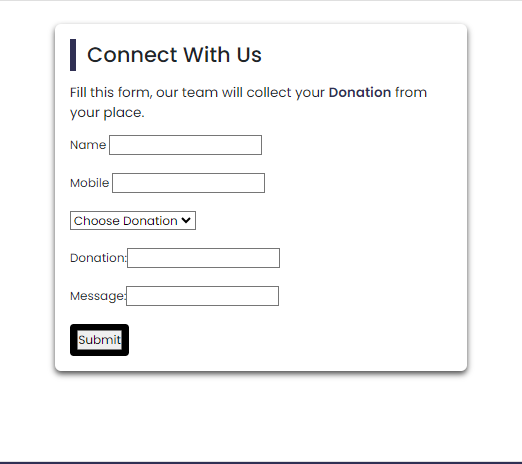 Connect With Us
Fill this form, our team will collect your Donation from
your place.
Name
Mobile
Choose Donation
Donation:
Message:
Submit